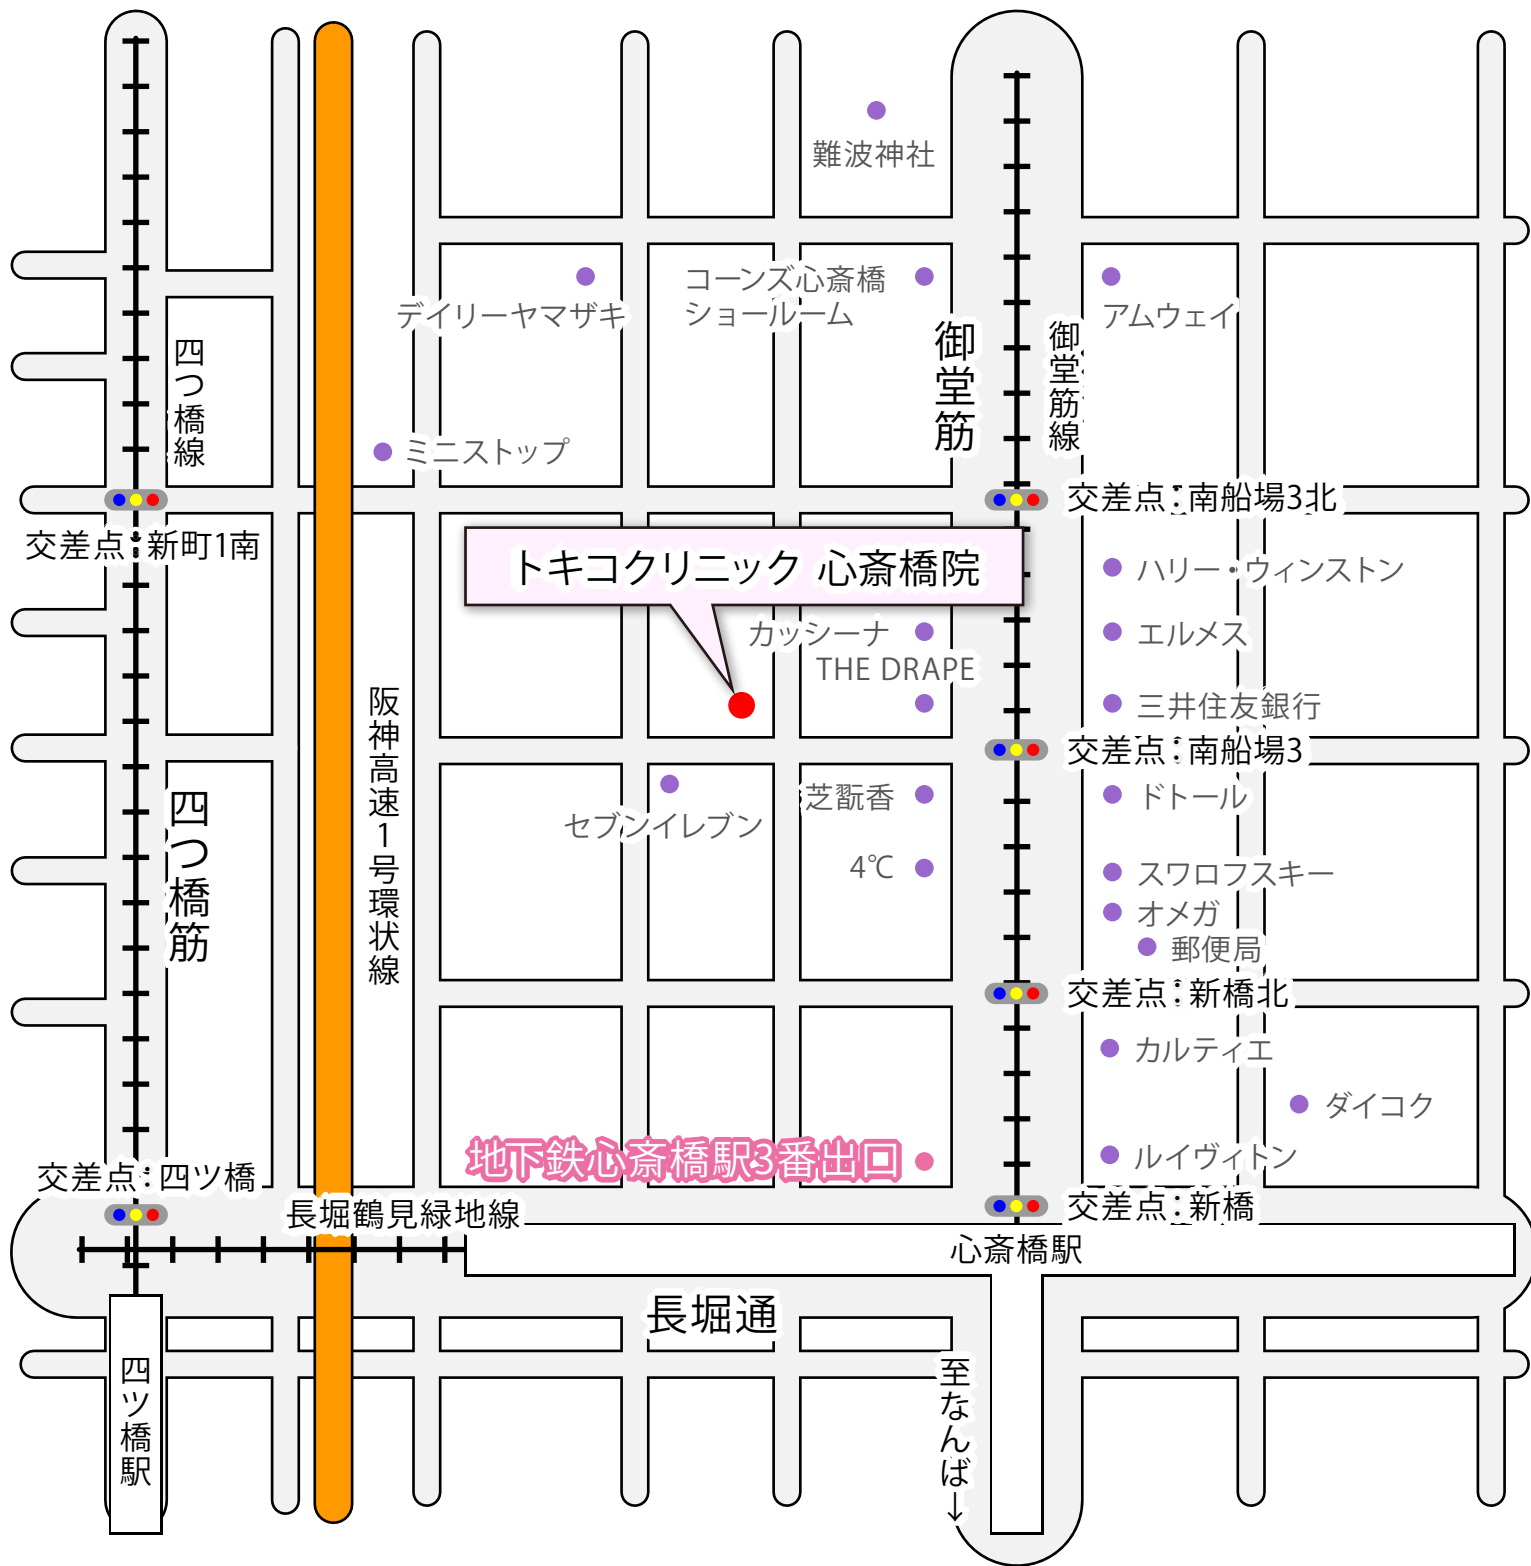 難波神社
コーンズ心斎橋
ショールーム
デイリーヤマザキ
アムウェイ
四つ橋線
御堂筋
御堂筋線
ミニストップ
交差点：南船場3北
交差点：新町1南
トキコクリニック 心斎橋院
ハリー・ウィンストン
カッシーナ
エルメス
THE DRAPE
三井住友銀行
阪神高速1号環状線
交差点：南船場3
四つ橋筋
セブンイレブン
芝翫香
ドトール
4℃
スワロフスキー
オメガ
郵便局
交差点：新橋北
カルティエ
ダイコク
地下鉄心斎橋駅3番出口
ルイヴィトン
交差点：四ツ橋
長堀鶴見緑地線
交差点：新橋
心斎橋駅
長堀通
四ツ橋駅
至なんば→